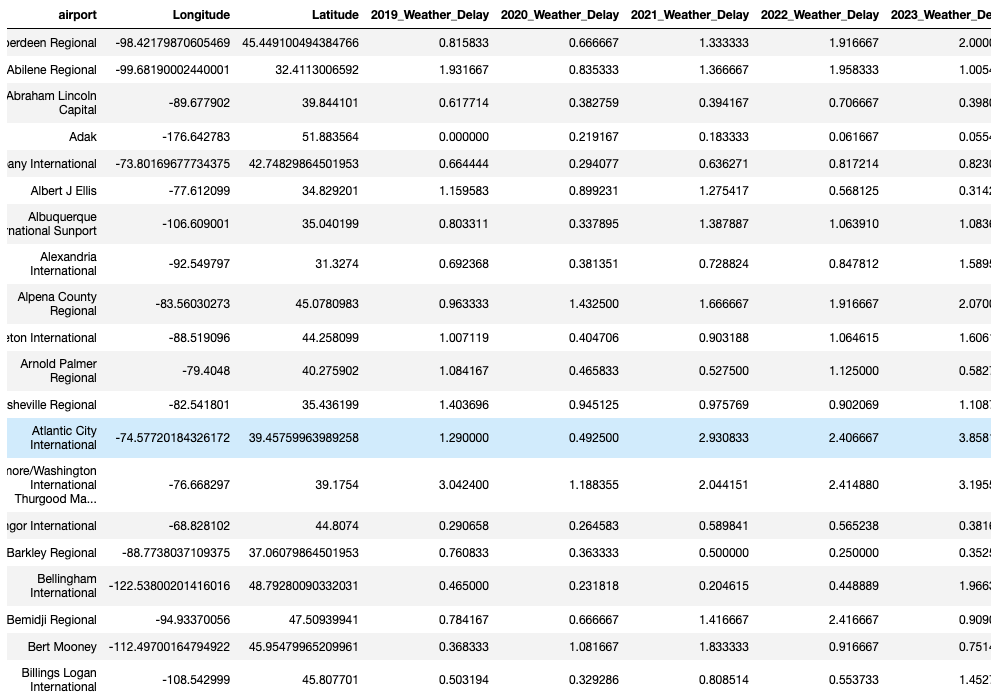 airport Longitude Latitude 2019_Weather_Delay 2020_Weather_Delay 2021_Weather_Delay 2022_Weather_Delay 2023_Weather_De
berdeen Regional -98.42179870605469 45.449100494384766 0.815833 0.666667 1.333333 1.916667 2.0000
Abilene Regional -99.68190002440001 32.4113006592 1.931667 0.835333 1.366667 1.958333 1.0054
Abraham Lincoln
Capital -89.677902 39.844101 0.617714 0.382759 0.394167 0.706667 0.3980
Adak -176.642783 51.883564 0.000000 0.219167 0.183333 0.061667 0.0554
any International -73.80169677734375 42.74829864501953 0.664444 0.294077 0.636271 0.817214 0.8230
Albert J Ellis -77.612099 34.829201 1.159583 0.899231 1.275417 0.568125 0.3142
Albuquerque
rnational Sunport -106.609001 35.040199 0.803311 0.337895 1.387887 1.063910 1.0836
Alexandria
International -92.549797 31.3274 0.692368 0.381351 0.728824 0.847812 1.5895
Alpena County
Regional -83.56030273 45.0780983 0.963333 1.432500 1.666667 1.916667 2.0700
eton International -88.519096 44.258099 1.007119 0.404706 0.903188 1.064615 1.6061
Arnold Palmer
Regional -79.4048 40.275902 1.084167 0.465833 0.527500 1.125000 0.5827
sheville Regional -82.541801 35.436199 1.403696 0.945125 0.975769 0.902069 1.1087
Atlantic City
International -74.57720184326172 39.45759963989258 1.290000 0.492500 2.930833 2.406667 3.8581
more/Washington
International
Thurgood Ma... -76.668297 39.1754 3.042400 1.188355 2.044151 2.414880 3.1955
ngor International -68.828102 44.8074 0.290658 0.264583 0.589841 0.565238 0.3816
Barkley Regional -88.7738037109375 37.06079864501953 0.760833 0.363333 0.500000 0.250000 0.3525
Bellingham
International -122.53800201416016 48.79280090332031 0.465000 0.231818 0.204615 0.448889 1.9663
Bemidji Regional -94.93370056 47.50939941 0.784167 0.666667 1.416667 2.416667 0.9090
Bert Mooney -112.49700164794922 45.95479965209961 0.368333 1.081667 1.833333 0.916667 0.7514
Billings Logan
International -108.542999 45.807701 0.503194 0.329286 0.808514 0.553733 1.4527